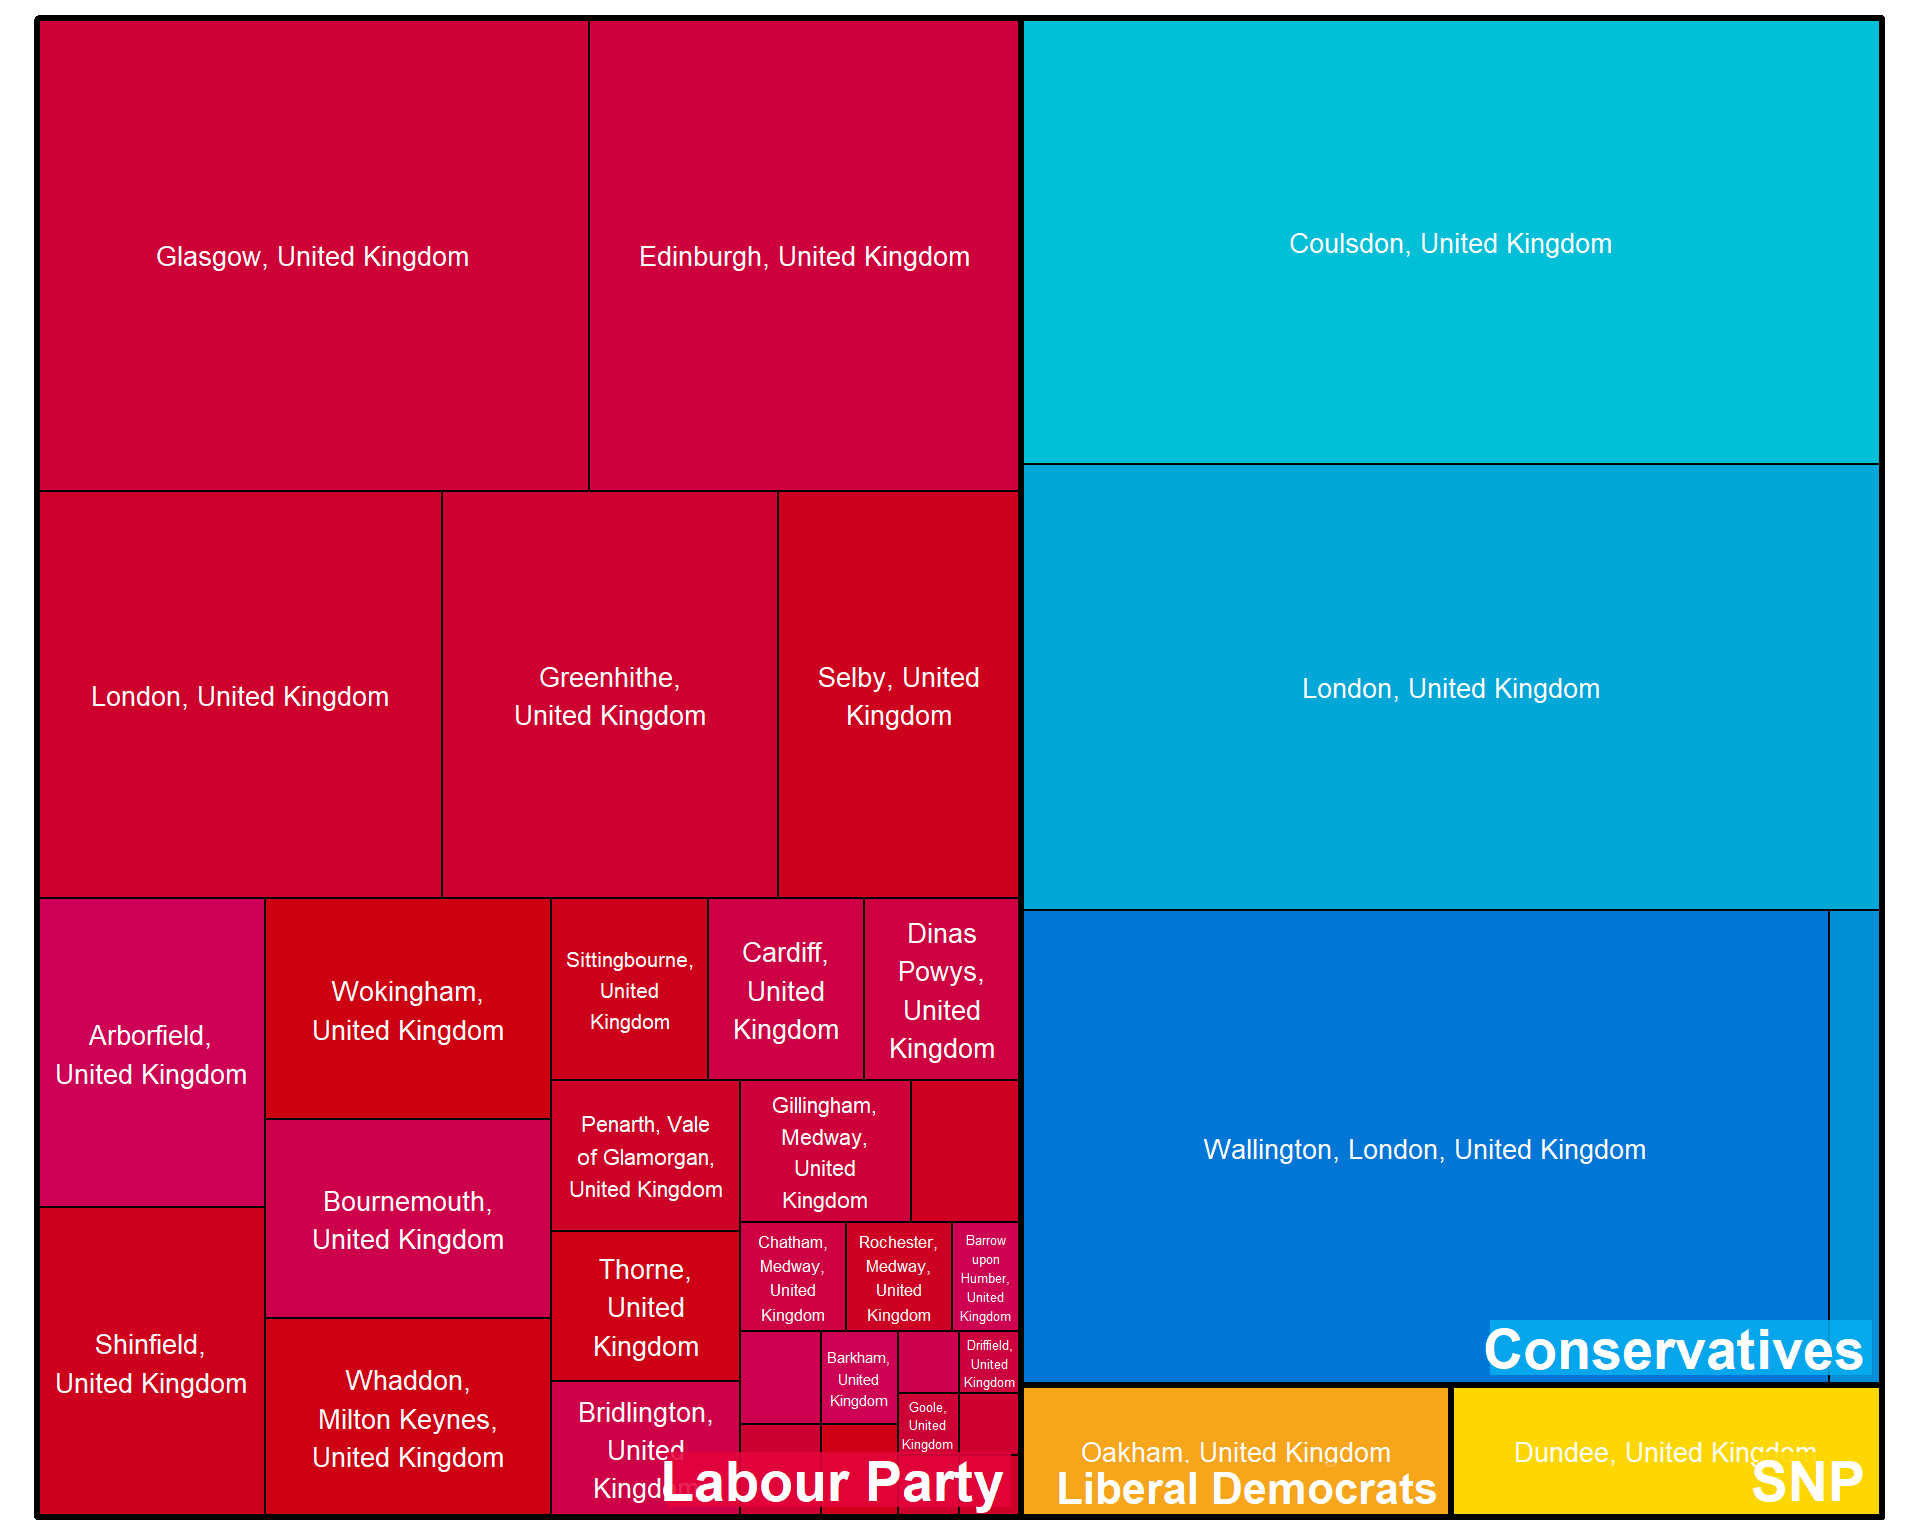 Glasgow, United Kingdom
Edinburgh, United Kingdom
Coulsdon, United Kingdom
London, United Kingdom
Greenhithe,
United Kingdom
Selby, United
Kingdom
London, United Kingdom
Arborfield,
United Kingdom
Wokingham,
United Kingdom
Sittingbourne,
United
Kingdom
Cardiff,
United
Kingdom
Dinas
Powys,
United
Kingdom
Wallington, London, United Kingdom
Bournemouth,
United Kingdom
Penarth, Vale
of Glamorgan,
United Kingdom
Gillingham,
Medway,
United
Kingdom
Shinfield,
United Kingdom
Whaddon,
Milton Keynes,
United Kingdom
Thorne,
United
Kingdom
Chatham,
Medway,
United
Kingdom
Rochester,
Medway,
United
Kingdom
Barrow
upon
Humber,
United
Kingdom
Barkham,
United
Kingdom
Driffield,
United
Kingdom
Goole,
United
Kingdom
Bridlington,
United
Kingdom
Labour Party
Conservatives
Oakham, United Kingdom
Liberal Democrats
Dundee, United Kingdom
SNP